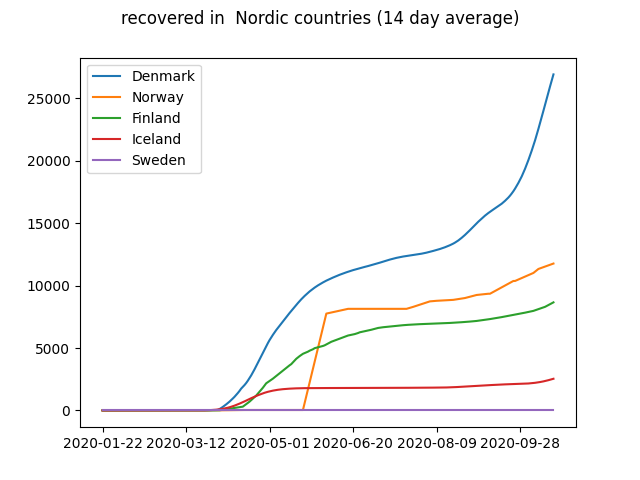 recovered in  Nordic countries (14 day average)
Denmark
Norway
Finland
Iceland
Sweden
25000
20000
15000
10000
5000
0
2020-01-22 2020-03-12 2020-05-01 2020-06-20 2020-08-09 2020-09-28